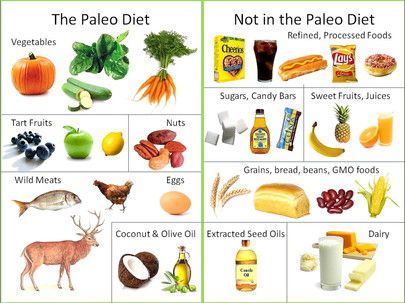 The Paleo Diet
Vegetables
Tart Fruits
Nuts
Wild Meats
Eggs
Coconut & Olive Oil
Not in the Paleo Diet
Refined, Processed Foods
Cheerios
Lay's
Sugars, Candy Bars
Sweet Fruits, Juices
Grains, bread, beans, GMO foods
Extracted Seed Oils
Canola Oil
Dairy